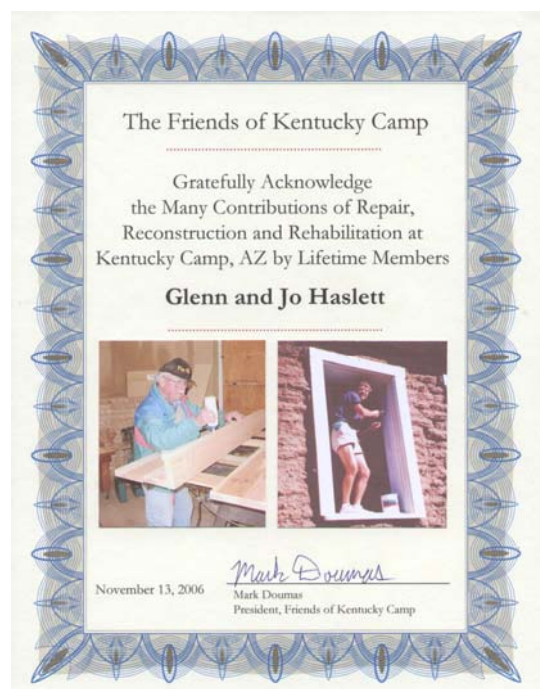 The Friends of Kentucky Camp
Gratefully Acknowledge
the Many Contributions of Repair,
Reconstruction and Rehabilitation at
Kentucky Camp, AZ by Lifetime Members
Glenn and Jo Haslett
Mark Doumas
November 13, 2006
Mark Doumas
President, Friends of Kentucky Camp